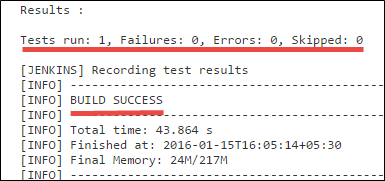 Results :
Tests run: 1, Failures: 0, Errors: 0, Skipped: 0
[JENKINS] Recording test results
[INFO] ------------------------------------------------
[INFO] BUILD SUCCESS
[INFO] ------------------------------------------------
[INFO] Total time: 43.864 s
[INFO] Finished at: 2016-01-15T16:05:14+05:30
[INFO] Final Memory: 24M/217M
[INFO] ------------------------------------------------